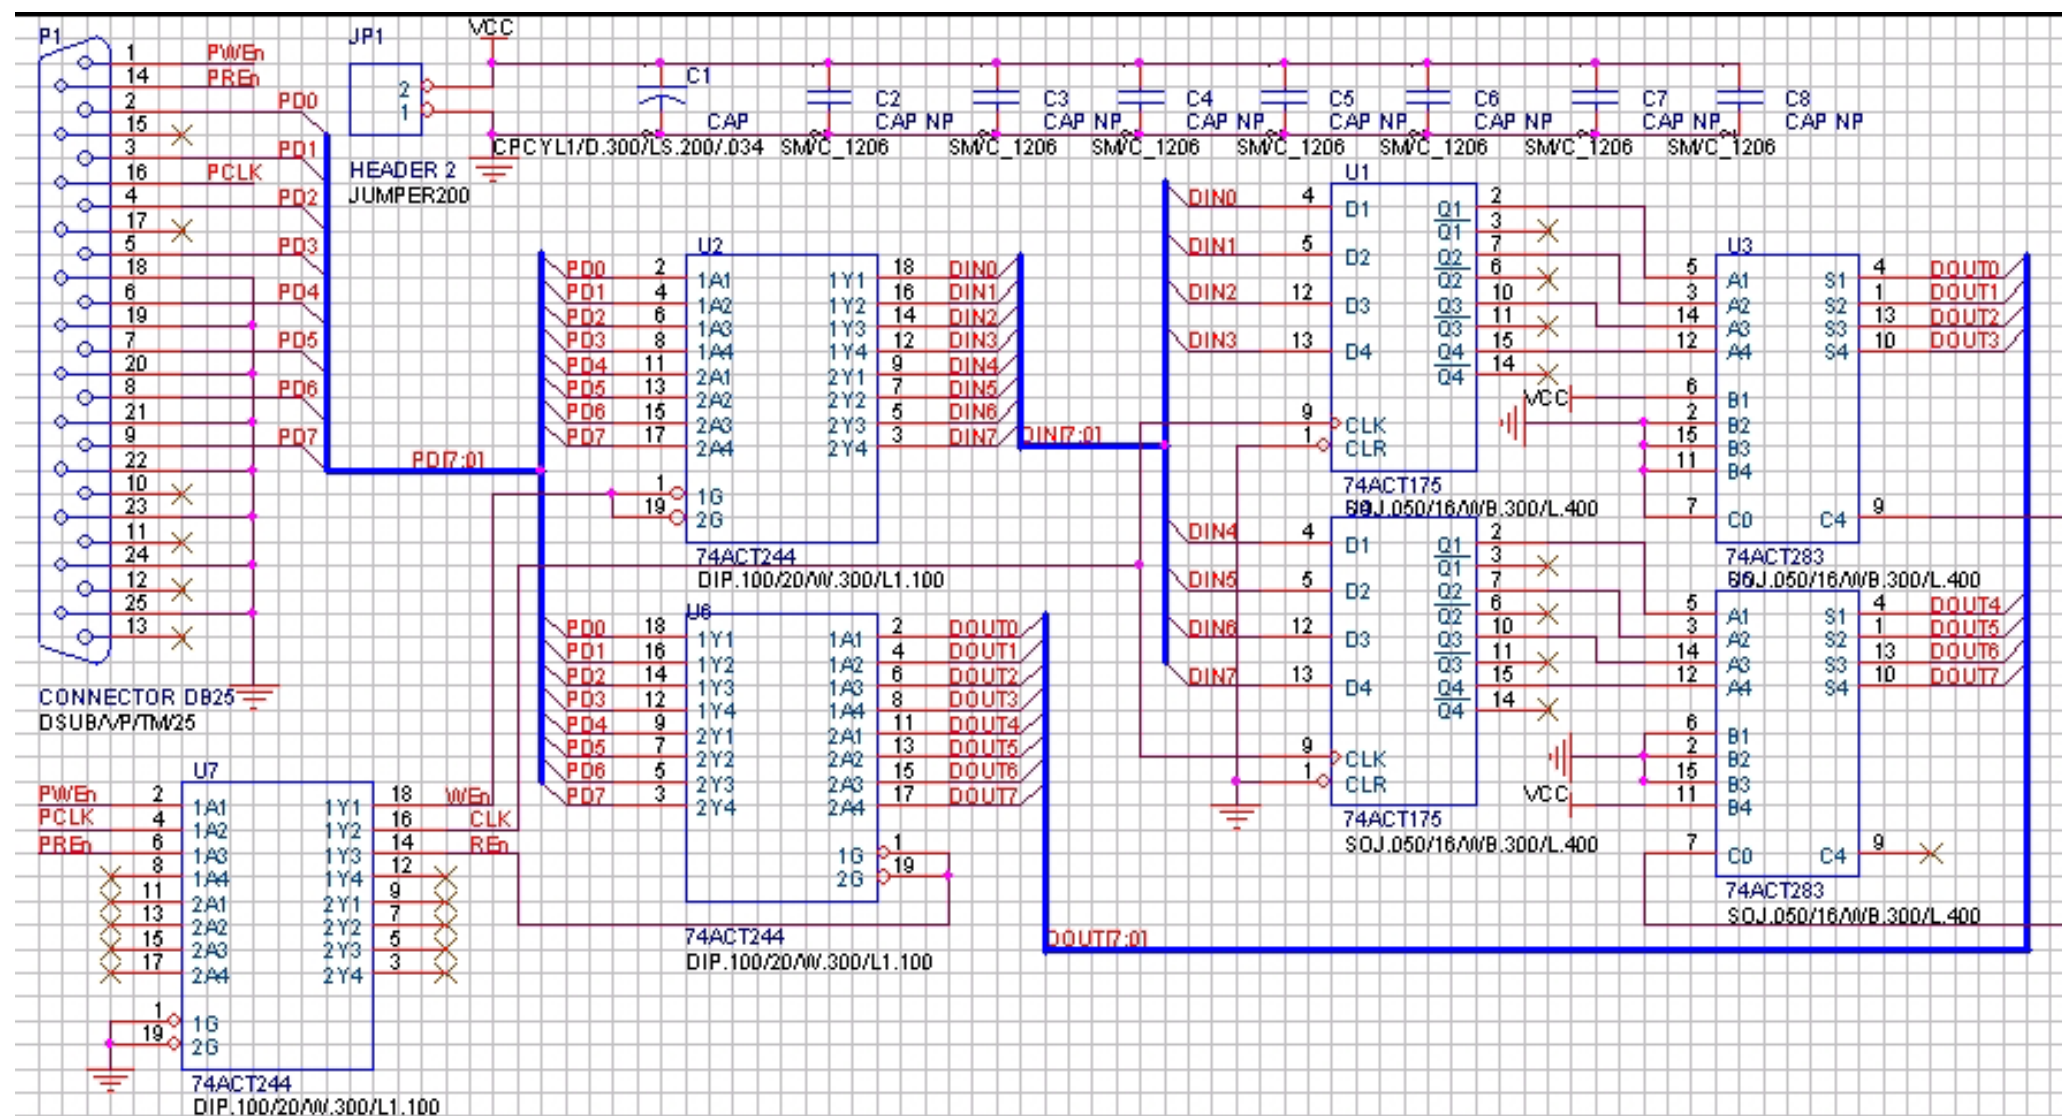 P1
1 PWEn
14 PREn
2 PD0
15
3 PD1
16 PCLK
4 PD2
17
5 PD3
18
6 PD4
19
7 PD5
20
8 PD6
21
9 PD7
22
10
23
11
24
12
25
13
CONNECTOR DB25
DSUB/VP/TM/25
JP1
2
1
HEADER 2
JUMPER200
VCC
C1
CAP
CPCYL1/D.300/LS.200/.034
C2
CAP NP
SM/C_1206
C3
CAP NP
SM/C_1206
C4
CAP NP
SM/C_1206
C5
CAP NP
SM/C_1206
C6
CAP NP
SM/C_1206
C7
CAP NP
SM/C_1206
C8
CAP NP
SM/C_1206
PD[7:0]
U2
PD0 2 1A1 1Y1 18 DIN0
PD1 4 1A2 1Y2 16 DIN1
PD2 6 1A3 1Y3 14 DIN2
PD3 8 1A4 1Y4 12 DIN3
PD4 11 2A1 2Y1 9 DIN4
PD5 13 2A2 2Y2 7 DIN5
PD6 15 2A3 2Y3 5 DIN6
PD7 17 2A4 2Y4 3 DIN7
1 1G
19 2G
74ACT244
DIP.100/20/W.300/L1.100
DIN[7:0]
U6
PD0 18 1Y1 1A1 2 DOUT0
PD1 16 1Y2 1A2 4 DOUT1
PD2 14 1Y3 1A3 6 DOUT2
PD3 12 1Y4 1A4 8 DOUT3
PD4 9 2Y1 2A1 11 DOUT4
PD5 7 2Y2 2A2 13 DOUT5
PD6 5 2Y3 2A3 15 DOUT6
PD7 3 2Y4 2A4 17 DOUT7
1G 1
2G 19
74ACT244
DIP.100/20/W.300/L1.100
DOUT[7:0]
U7
PWEn 2 1A1 1Y1 18 WEn
PCLK 4 1A2 1Y2 16 CLK
PREn 6 1A3 1Y3 14 REn
8 1A4 1Y4 12
11 2A1 2Y1 9
13 2A2 2Y2 7
15 2A3 2Y3 5
17 2A4 2Y4 3
1 1G
19 2G
74ACT244
DIP.100/20/W.300/L1.100
U1
DIN0 4 D1 Q1 2
Q1 3
DIN1 5 D2 Q2 7
Q2 6
DIN2 12 D3 Q3 10
Q3 11
DIN3 13 D4 Q4 15
Q4 14
9 CLK
1 CLR
74ACT175
SOJ.050/16/WB.300/L.400
DIN4 4 D1 Q1 2
Q1 3
DIN5 5 D2 Q2 7
Q2 6
DIN6 12 D3 Q3 10
Q3 11
DIN7 13 D4 Q4 15
Q4 14
9 CLK
1 CLR
74ACT175
SOJ.050/16/WB.300/L.400
U3
5 A1 S1 4 DOUT0
3 A2 S2 1 DOUT1
14 A3 S3 13 DOUT2
12 A4 S4 10 DOUT3
VCC 6 B1
2 B2
15 B3
11 B4
7 C0 C4 9
74ACT283
SOJ.050/16/WB.300/L.400
5 A1 S1 4 DOUT4
3 A2 S2 1 DOUT5
14 A3 S3 13 DOUT6
12 A4 S4 10 DOUT7
6 B1
2 B2
15 B3
VCC 11 B4
7 C0 C4 9
74ACT283
SOJ.050/16/WB.300/L.400